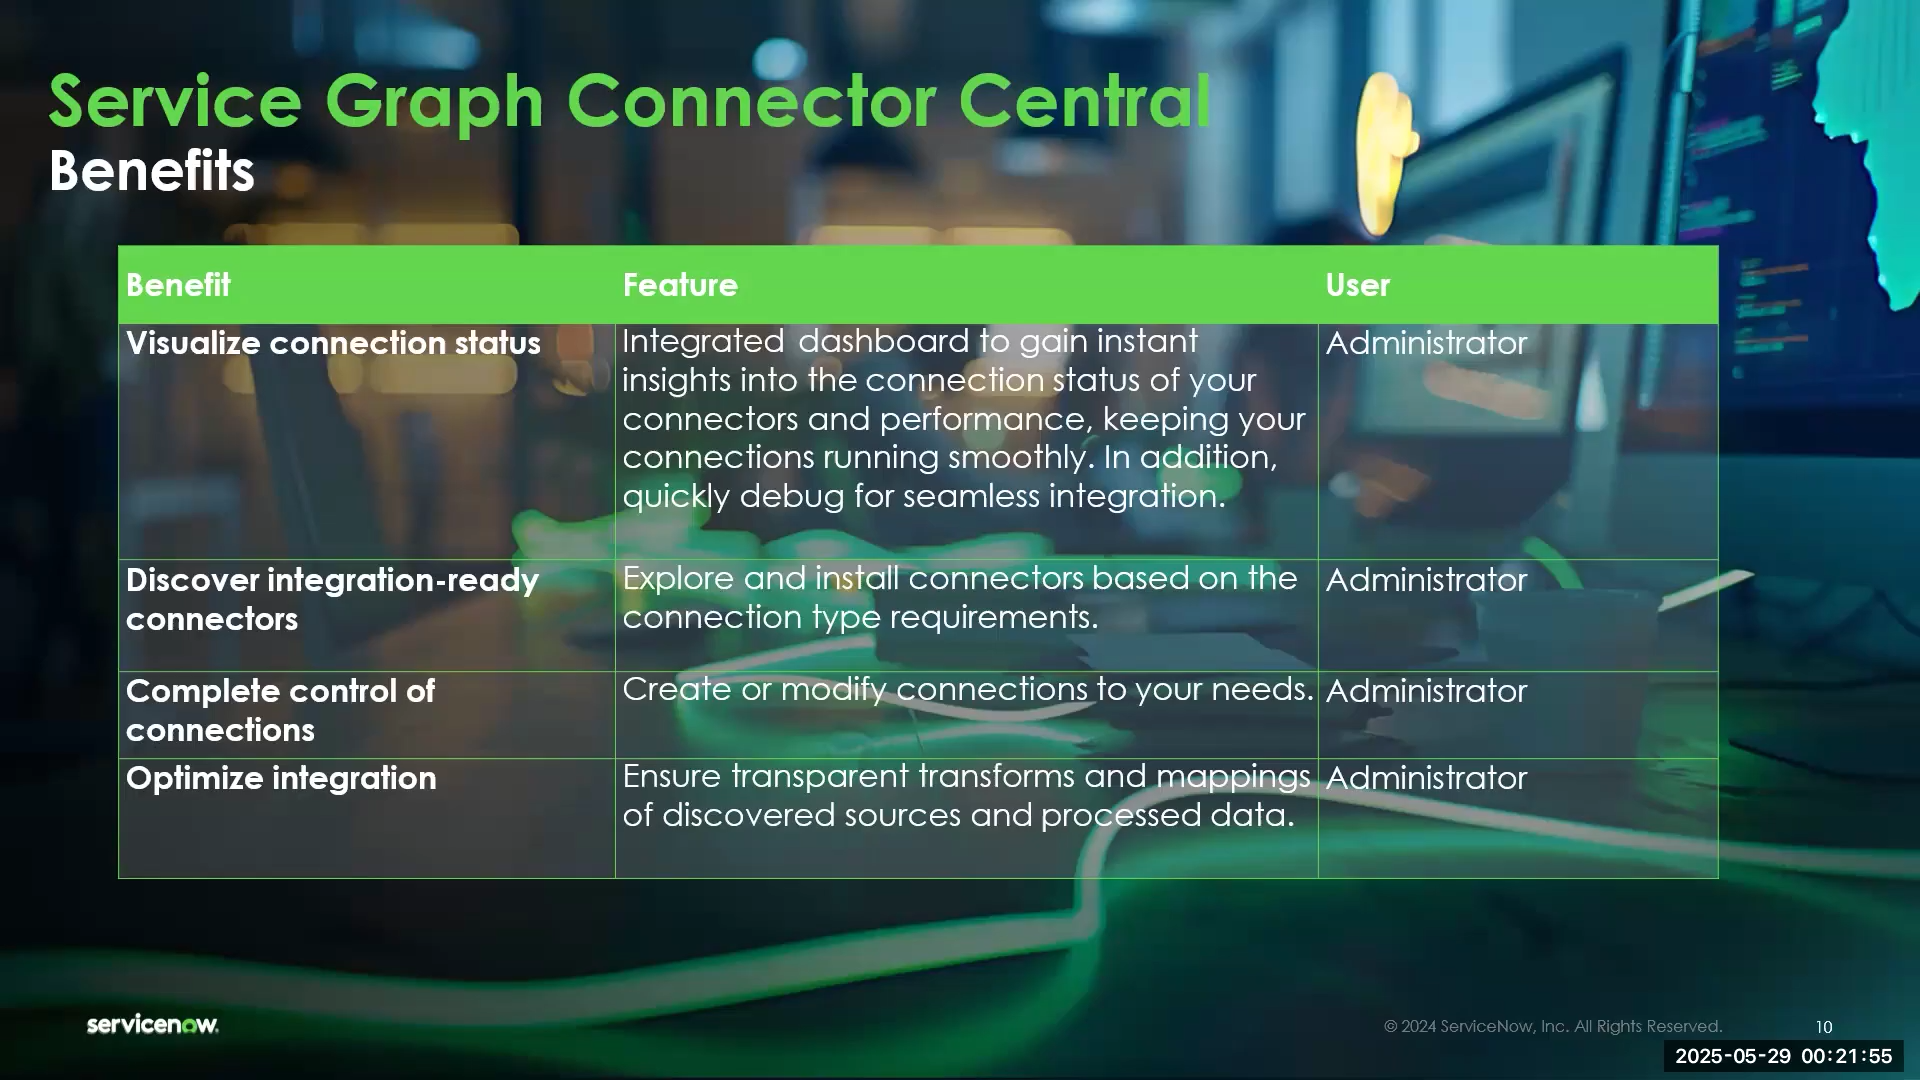 Service Graph Connector Central
Benefits
Benefit Feature User
Visualize connection status
Integrated dashboard to gain instant
insights into the connection status of your
connectors and performance, keeping your
connections running smoothly. In addition,
quickly debug for seamless integration.
Administrator
Discover integration-ready
connectors
Explore and install connectors based on the
connection type requirements.
Administrator
Complete control of
connections
Create or modify connections to your needs.
Administrator
Optimize integration
Ensure transparent transforms and mappings
of discovered sources and processed data.
Administrator
servicenow.
© 2024 ServiceNow, Inc. All Rights Reserved.
10
2025-05-29 00:21:55